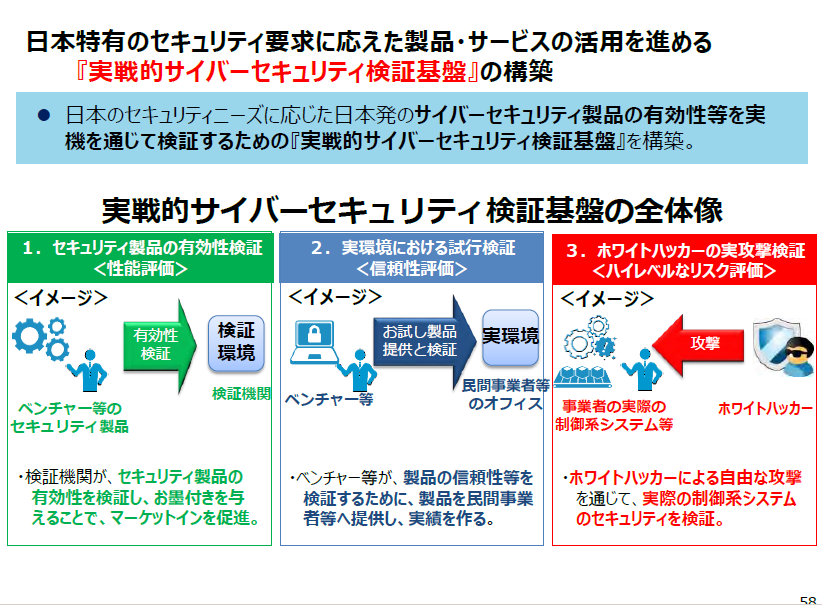 日本特有のセキュリティ要求に応えた製品・サービスの活用を進める
『実戦的サイバーセキュリティ検証基盤』の構築
● 日本のセキュリティニーズに応じた日本発のサイバーセキュリティ製品の有効性等を実
機を通じて検証するための『実戦的サイバーセキュリティ検証基盤』を構築。
実戦的サイバーセキュリティ検証基盤の全体像
1．セキュリティ製品の有効性検証
＜性能評価＞
＜イメージ＞
有効性
検証
検証
環境
検証機関
ベンチャー等の
セキュリティ製品
・検証機関が、セキュリティ製品の
有効性を検証し、お墨付きを与
えることで、マーケットインを促進。
2．実環境における試行検証
＜信頼性評価＞
＜イメージ＞
お試し製品
提供と検証
実環境
ベンチャー等
民間事業者等
のオフィス
・ベンチャー等が、製品の信頼性等を
検証するために、製品を民間事業
者等へ提供し、実績を作る。
3．ホワイトハッカーの実攻撃検証
＜ハイレベルなリスク評価＞
＜イメージ＞
攻撃
事業者の実際の
制御系システム等
ホワイトハッカー
・ホワイトハッカーによる自由な攻撃
を通じて、実際の制御系システム
のセキュリティを検証。
58